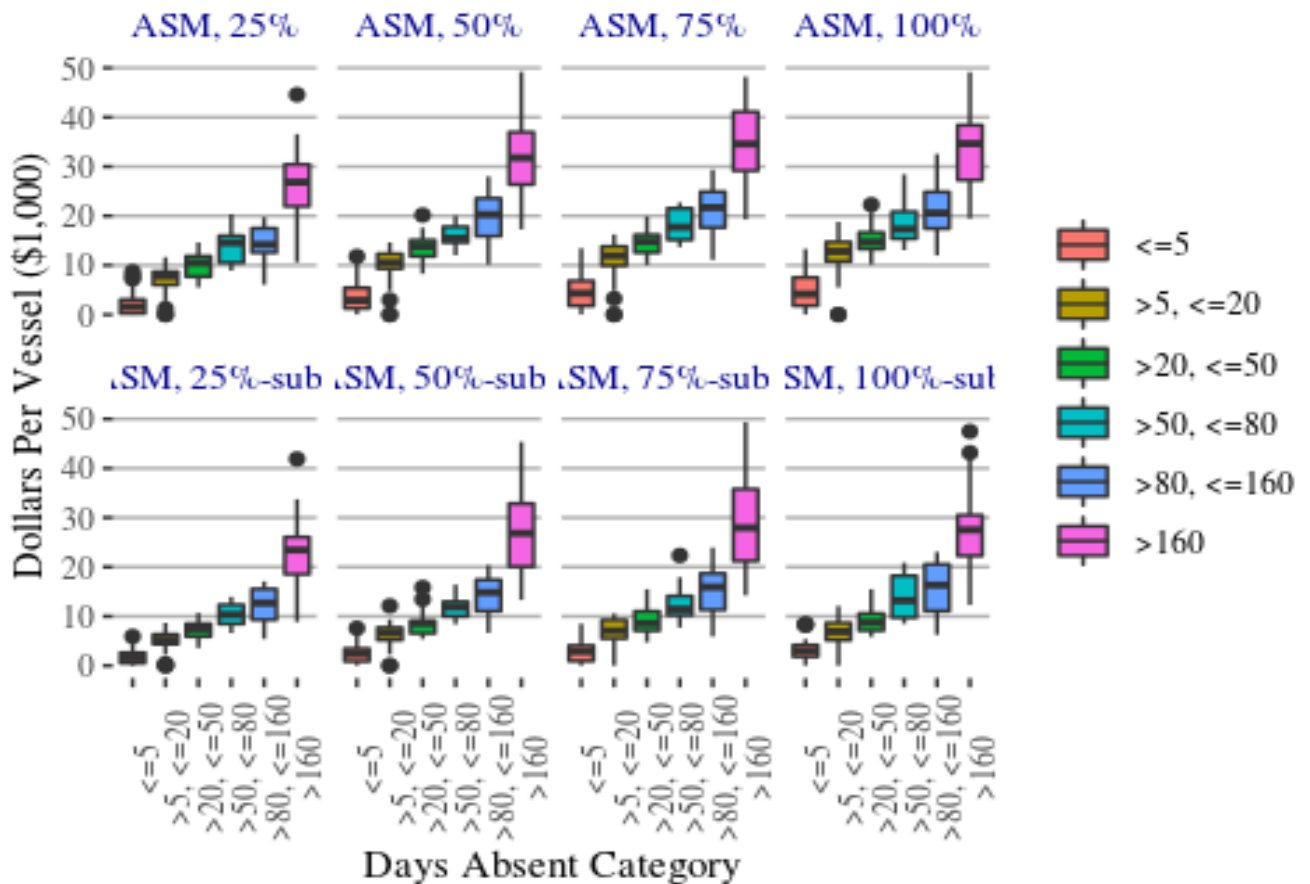 ASM, 25% ASM, 50% ASM, 75% ASM, 100%
50
40
30
20
10
0
Dollars Per Vessel ($1,000)
ASM, 25%-sub ASM, 50%-sub ASM, 75%-sub SM, 100%-sub
50
40
30
20
10
0
<=5 >5, <=20 >20, <=50 >50, <=80 >80, <=160 >160
<=5 >5, <=20 >20, <=50 >50, <=80 >80, <=160 >160
<=5 >5, <=20 >20, <=50 >50, <=80 >80, <=160 >160
<=5 >5, <=20 >20, <=50 >50, <=80 >80, <=160 >160
Days Absent Category
<=5
>5, <=20
>20, <=50
>50, <=80
>80, <=160
>160